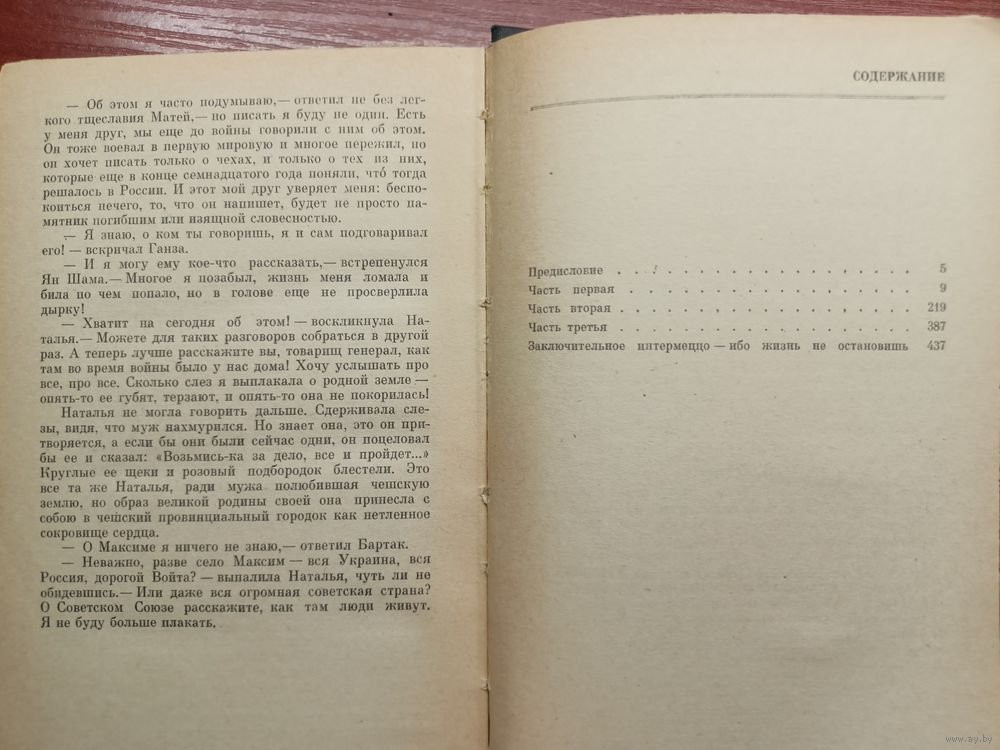 — Об этом я часто подумываю,— ответил не без лег-
кого тщеславия Матей,— но писать я буду не один. Есть
у меня друг, мы еще до войны говорили с ним об этом.
Он тоже воевал в первую мировую и многое пережил, но
он хочет писать только о чехах, и только о тех из них,
которые еще в конце семнадцатого года поняли, что́ тогда
решалось в России. И этот мой друг уверяет меня: беспо-
коиться нечего, то, что он напишет, будет не просто па-
мятник погибшим или изящной словесностью.
— Я знаю, о ком ты говоришь, я и сам подговаривал
его! — вскричал Ганза.
— И я могу ему кое-что рассказать,— встрепенулся
Ян Шама.— Многое я позабыл, жизнь меня ломала и
била по чем попало, но в голове еще не просверлила
дырку!
— Хватит на сегодня об этом! — воскликнула На-
талья.— Можете для таких разговоров собраться в другой
раз. А теперь лучше расскажите вы, товарищ генерал, как
там во время войны было у нас дома! Хочу услышать про
все, про все. Сколько слез я выплакала о родной земле —
опять-то ее губят, терзают, и опять-то она не покорилась!
Наталья не могла говорить дальше. Сдерживала сле-
зы, видя, что муж нахмурился. Но знает она, это он при-
творяется, а если бы они были сейчас одни, он поцеловал
бы ее и сказал: «Возьмись-ка за дело, все и пройдет...»
Круглые ее щеки и розовый подбородок блестели. Это
все та же Наталья, ради мужа полюбившая чешскую
землю, но образ великой родины своей она принесла с
собою в чешский провинциальный городок как нетленное
сокровище сердца.
— О Максиме я ничего не знаю,— ответил Бартак.
— Неважно, разве село Максим — вся Украина, вся
Россия, дорогой Войта? — выпалила Наталья, чуть ли не
обидевшись.— Или даже вся огромная советская страна?
О Советском Союзе расскажите, как там люди живут.
Я не буду больше плакать.
СОДЕРЖАНИЕ
Предисловие . . . . . . . . . . . . . . . . 5
Часть первая . . . . . . . . . . . . . . . . 9
Часть вторая . . . . . . . . . . . . . . . . 219
Часть третья . . . . . . . . . . . . . . . . 387
Заключительное интермеццо — ибо жизнь не остановишь 437
www.ay.by